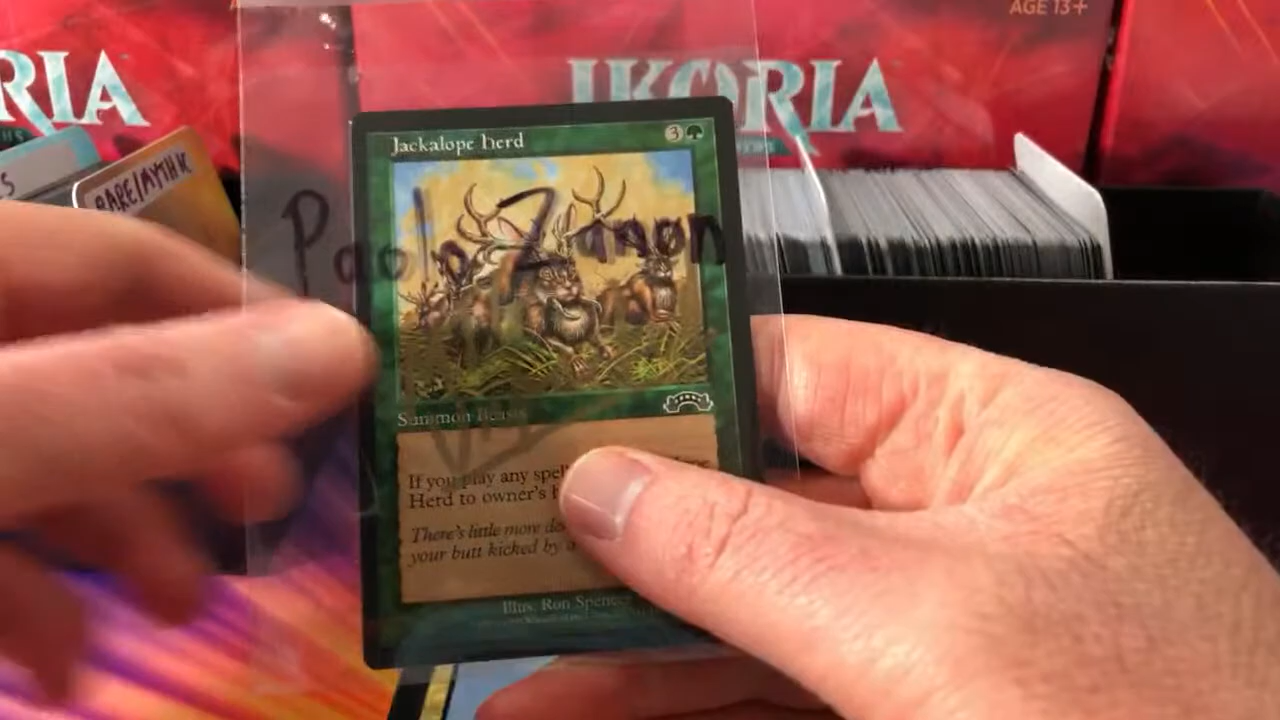 AGE 13+
RIA
IKORIA
S
RARE/MYTHIC
Jackalope Herd
3
Paolo Zanon
Summon Beasts
If you play any spell
Herd to owner's
There's little more
your butt kicked by a
Illus. Ron Spencer